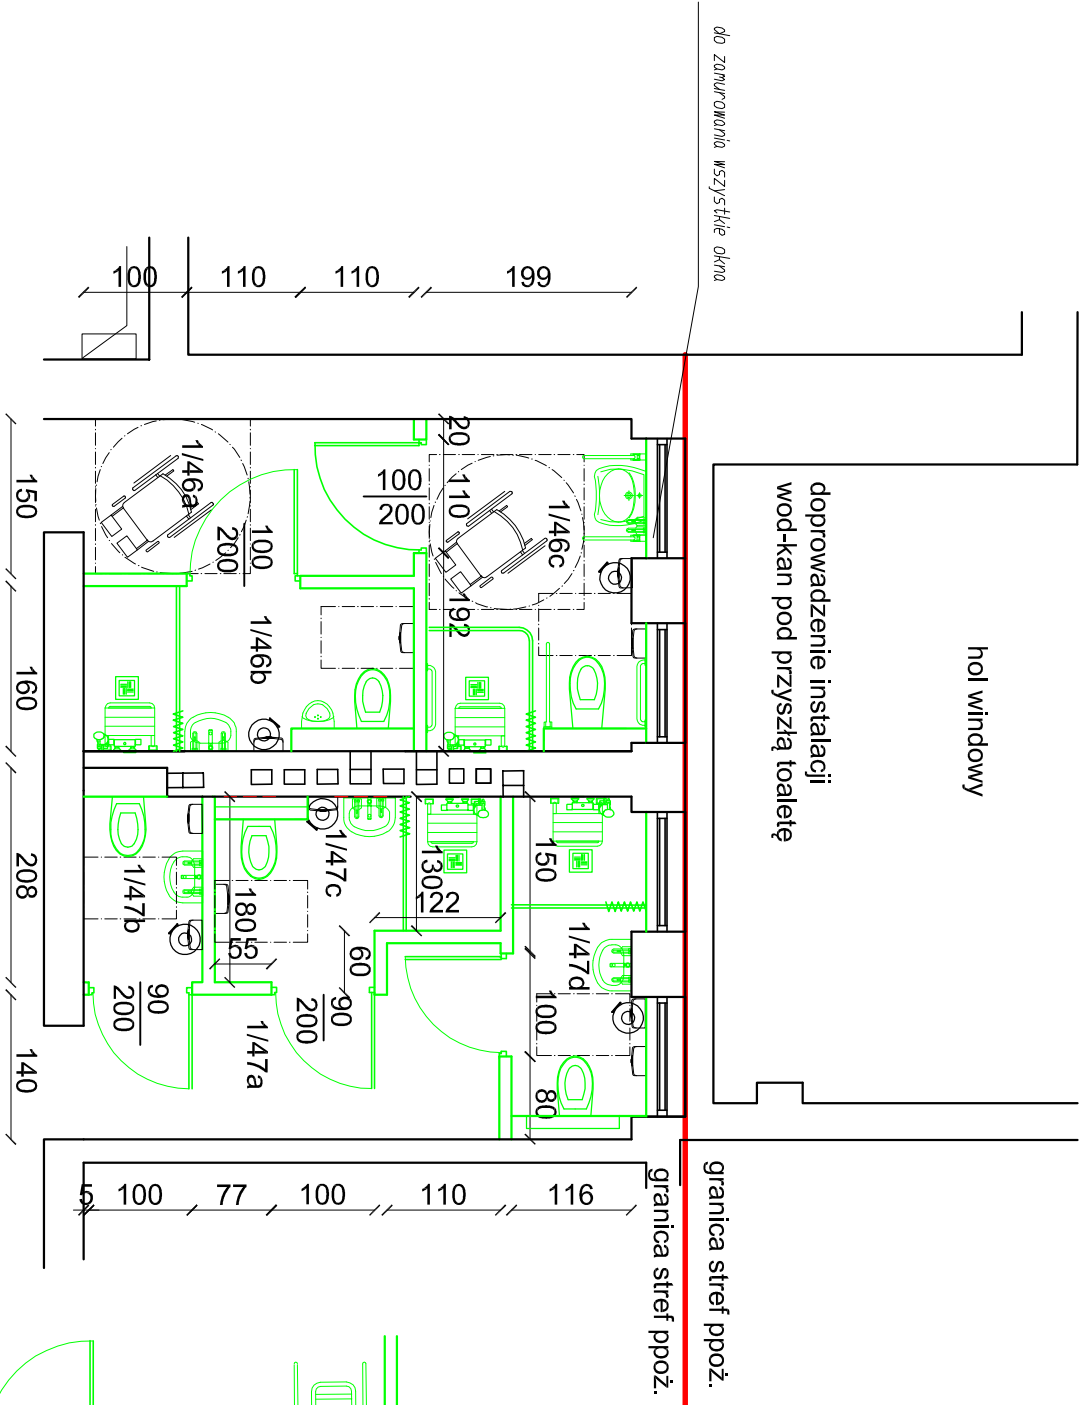 do zamurowania wszystkie okna
hol windowy
doprowadzenie instalacji
wod-kan pod przyszłą toaletę
granica stref ppoż.
granica stref ppoż.
100
110
110
199
20
110
192
100
200
1/46c
1/46a
100
200
1/46b
150
160
208
140
1/47b
90
200
1/47c
180
55
130
122
60
90
200
1/47a
150
1/47d
100
80
5
100
77
100
110
116